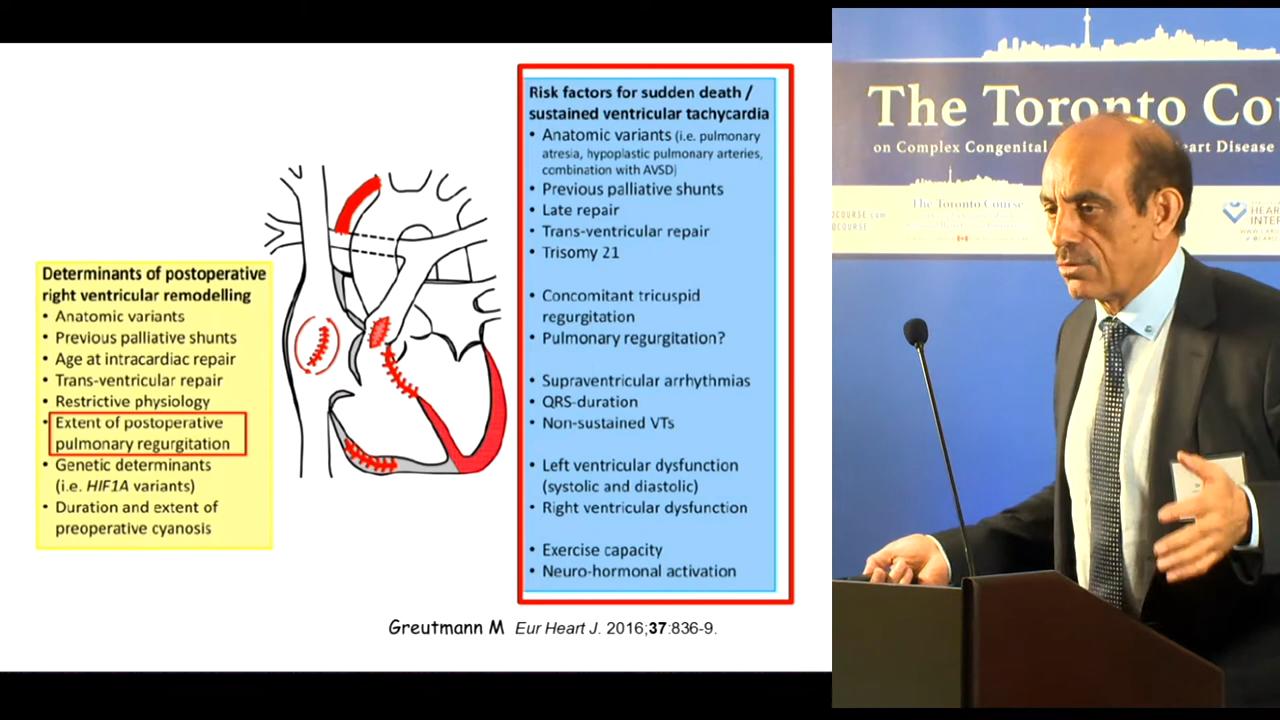 Determinants of postoperative
right ventricular remodelling
• Anatomic variants
• Previous palliative shunts
• Age at intracardiac repair
• Trans-ventricular repair
• Restrictive physiology
• Extent of postoperative
pulmonary regurgitation
• Genetic determinants
(i.e. HIF1A variants)
• Duration and extent of
preoperative cyanosis
Risk factors for sudden death /
sustained ventricular tachycardia
• Anatomic variants (i.e. pulmonary
atresia, hypoplastic pulmonary arteries,
combination with AVSD)
• Previous palliative shunts
• Late repair
• Trans-ventricular repair
• Trisomy 21
• Concomitant tricuspid
regurgitation
• Pulmonary regurgitation?
• Supraventricular arrhythmias
• QRS-duration
• Non-sustained VTs
• Left ventricular dysfunction
(systolic and diastolic)
• Right ventricular dysfunction
• Exercise capacity
• Neuro-hormonal activation
Greutmann M Eur Heart J. 2016;37:836-9.
The Toronto Co
on Complex Congenital eart Disease
The Toronto Course
HEAR
INTER